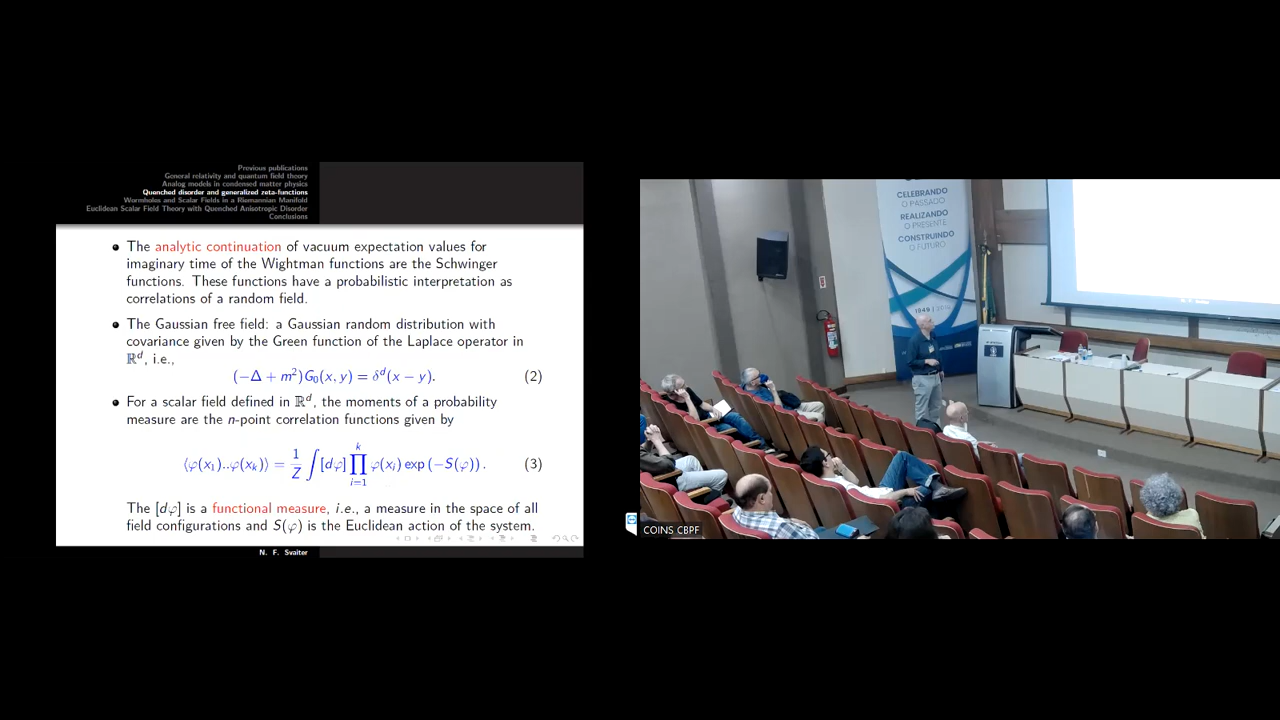 Previous publications
General relativity and quantum field theory
Analog models in condensed matter physics
Quenched disorder and generalized zeta-functions
Wormholes and Scalar Fields in a Riemannian Manifold
Euclidean Scalar Field Theory with Quenched Anisotropic Disorder
Conclusions
• The analytic continuation of vacuum expectation values for
imaginary time of the Wightman functions are the Schwinger
functions. These functions have a probabilistic interpretation as
correlations of a random field.
• The Gaussian free field: a Gaussian random distribution with
covariance given by the Green function of the Laplace operator in
ℝᵈ, i.e.,
(−Δ + m²)G₀(x, y) = δᵈ(x − y). (2)
• For a scalar field defined in ℝᵈ, the moments of a probability
measure are the n-point correlation functions given by
⟨φ(x₁)..φ(xₖ)⟩ = 1/Z ∫[dφ] ∏ᵢ₌₁ᵏ φ(xᵢ) exp (−S(φ)). (3)
The [dφ] is a functional measure, i.e., a measure in the space of all
field configurations and S(φ) is the Euclidean action of the system.
N. F. Svaiter
CELEBRANDO
O PASSADO
REALIZANDO
O PRESENTE
CONSTRUINDO
O FUTURO
COINS CBPF